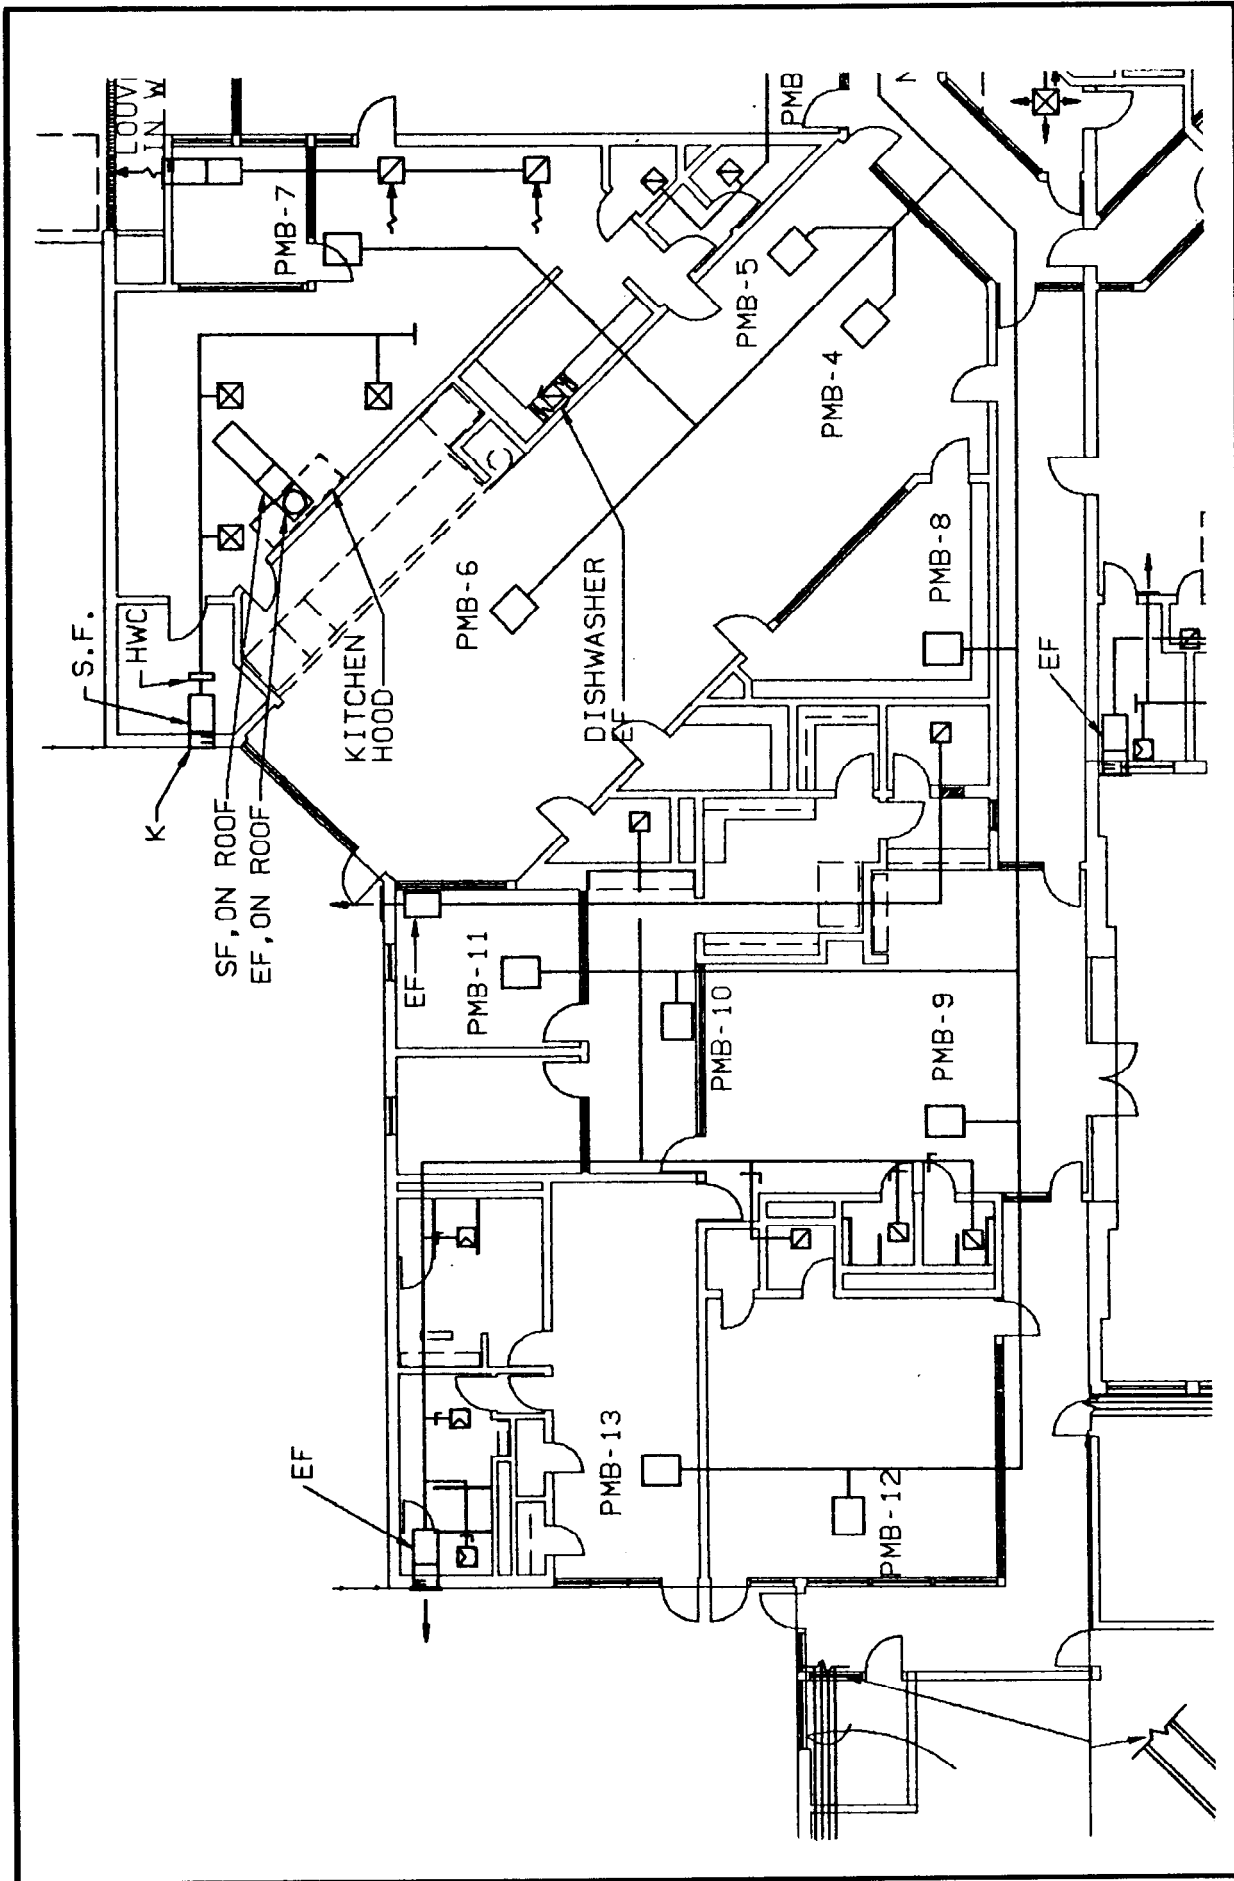 LOUV
IN W
PMB-7
PMB
PMB-5
PMB-4
S.F.
HWC
K
SF, ON ROOF
EF, ON ROOF
KITCHEN
HOOD
PMB-6
DISHWASHER
EF
PMB-8
EF
EF
PMB-11
PMB-10
PMB-9
EF
PMB-13
PMB-12